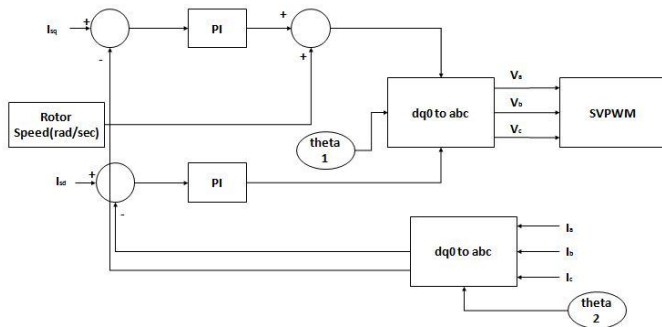 Isq
+
-
PI
+
+
Rotor
Speed(rad/sec)
theta
1
dq0 to abc
Va
Vb
Vc
SVPWM
Isd
+
-
PI
dq0 to abc
Ia
Ib
Ic
theta
2